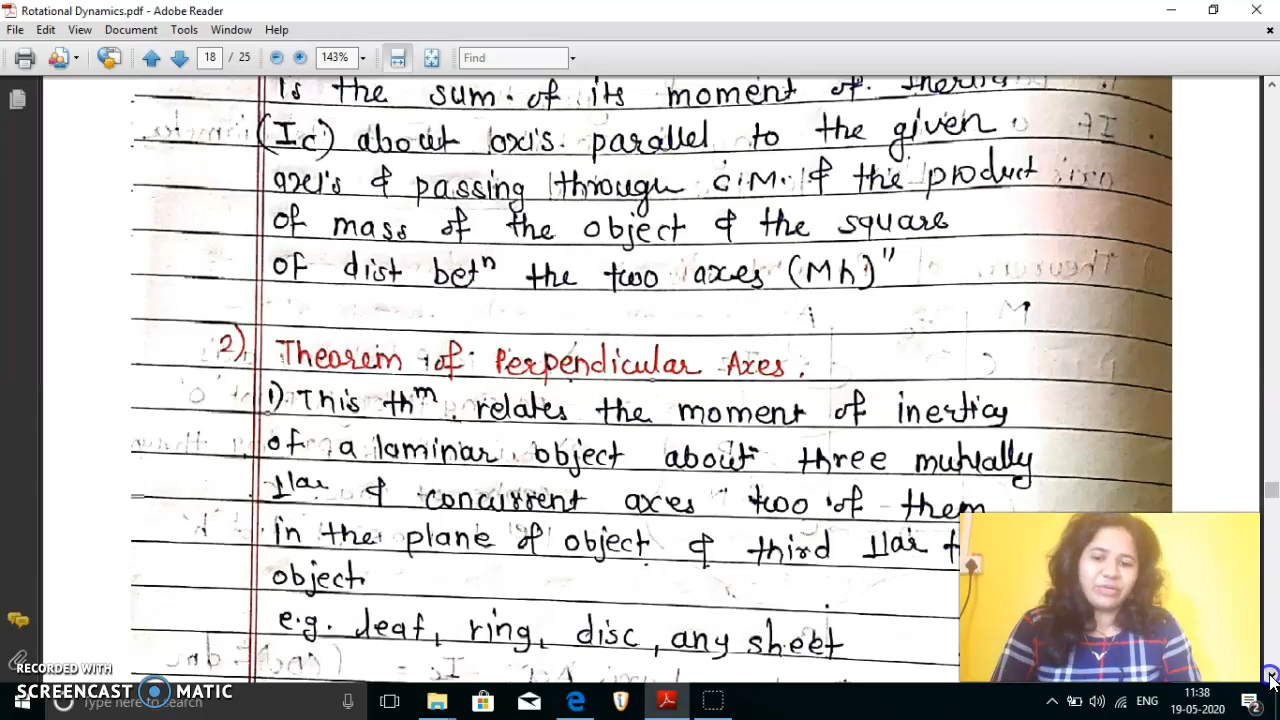 Rotational Dynamics.pdf - Adobe Reader
File Edit View Document Tools Window Help
18 / 25 143% Find
is the sum of its moment of Inertia
(Ic) about axis parallel to the given
axis & passing through C.M. & the product
of mass of the object & the square
of dist betⁿ the two axes (Mh)"
2) Theorem of Perpendicular Axes.
1) This thᵐ relates the moment of inertia
of a laminar object about three mutually
⊥lar & concurrent axes two of them
in the plane of object & third ⊥lar t
object
e.g. leaf, ring, disc, any sheet
RECORDED WITH
SCREENCAST MATIC
Type here to search
ENG
11:38
19-05-2020
2